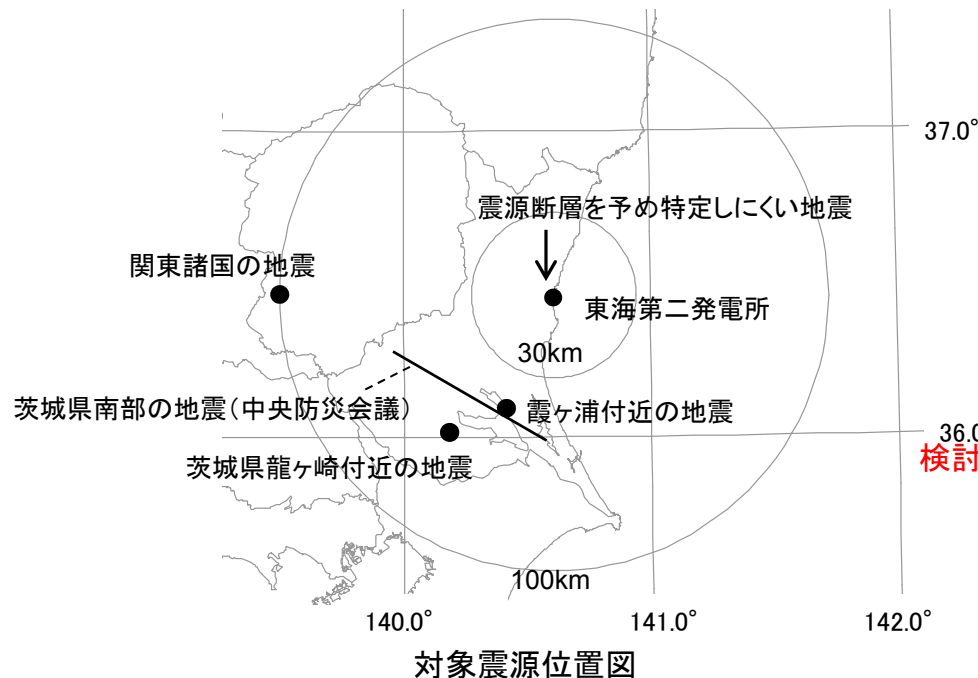 37.0°
震源断層を予め特定しにくい地震
関東諸国の地震
東海第二発電所
30km
茨城県南部の地震(中央防災会議)
霞ヶ浦付近の地震
36.0
検討
茨城県龍ヶ崎付近の地震
100km
140.0°
141.0°
142.0°
対象震源位置図